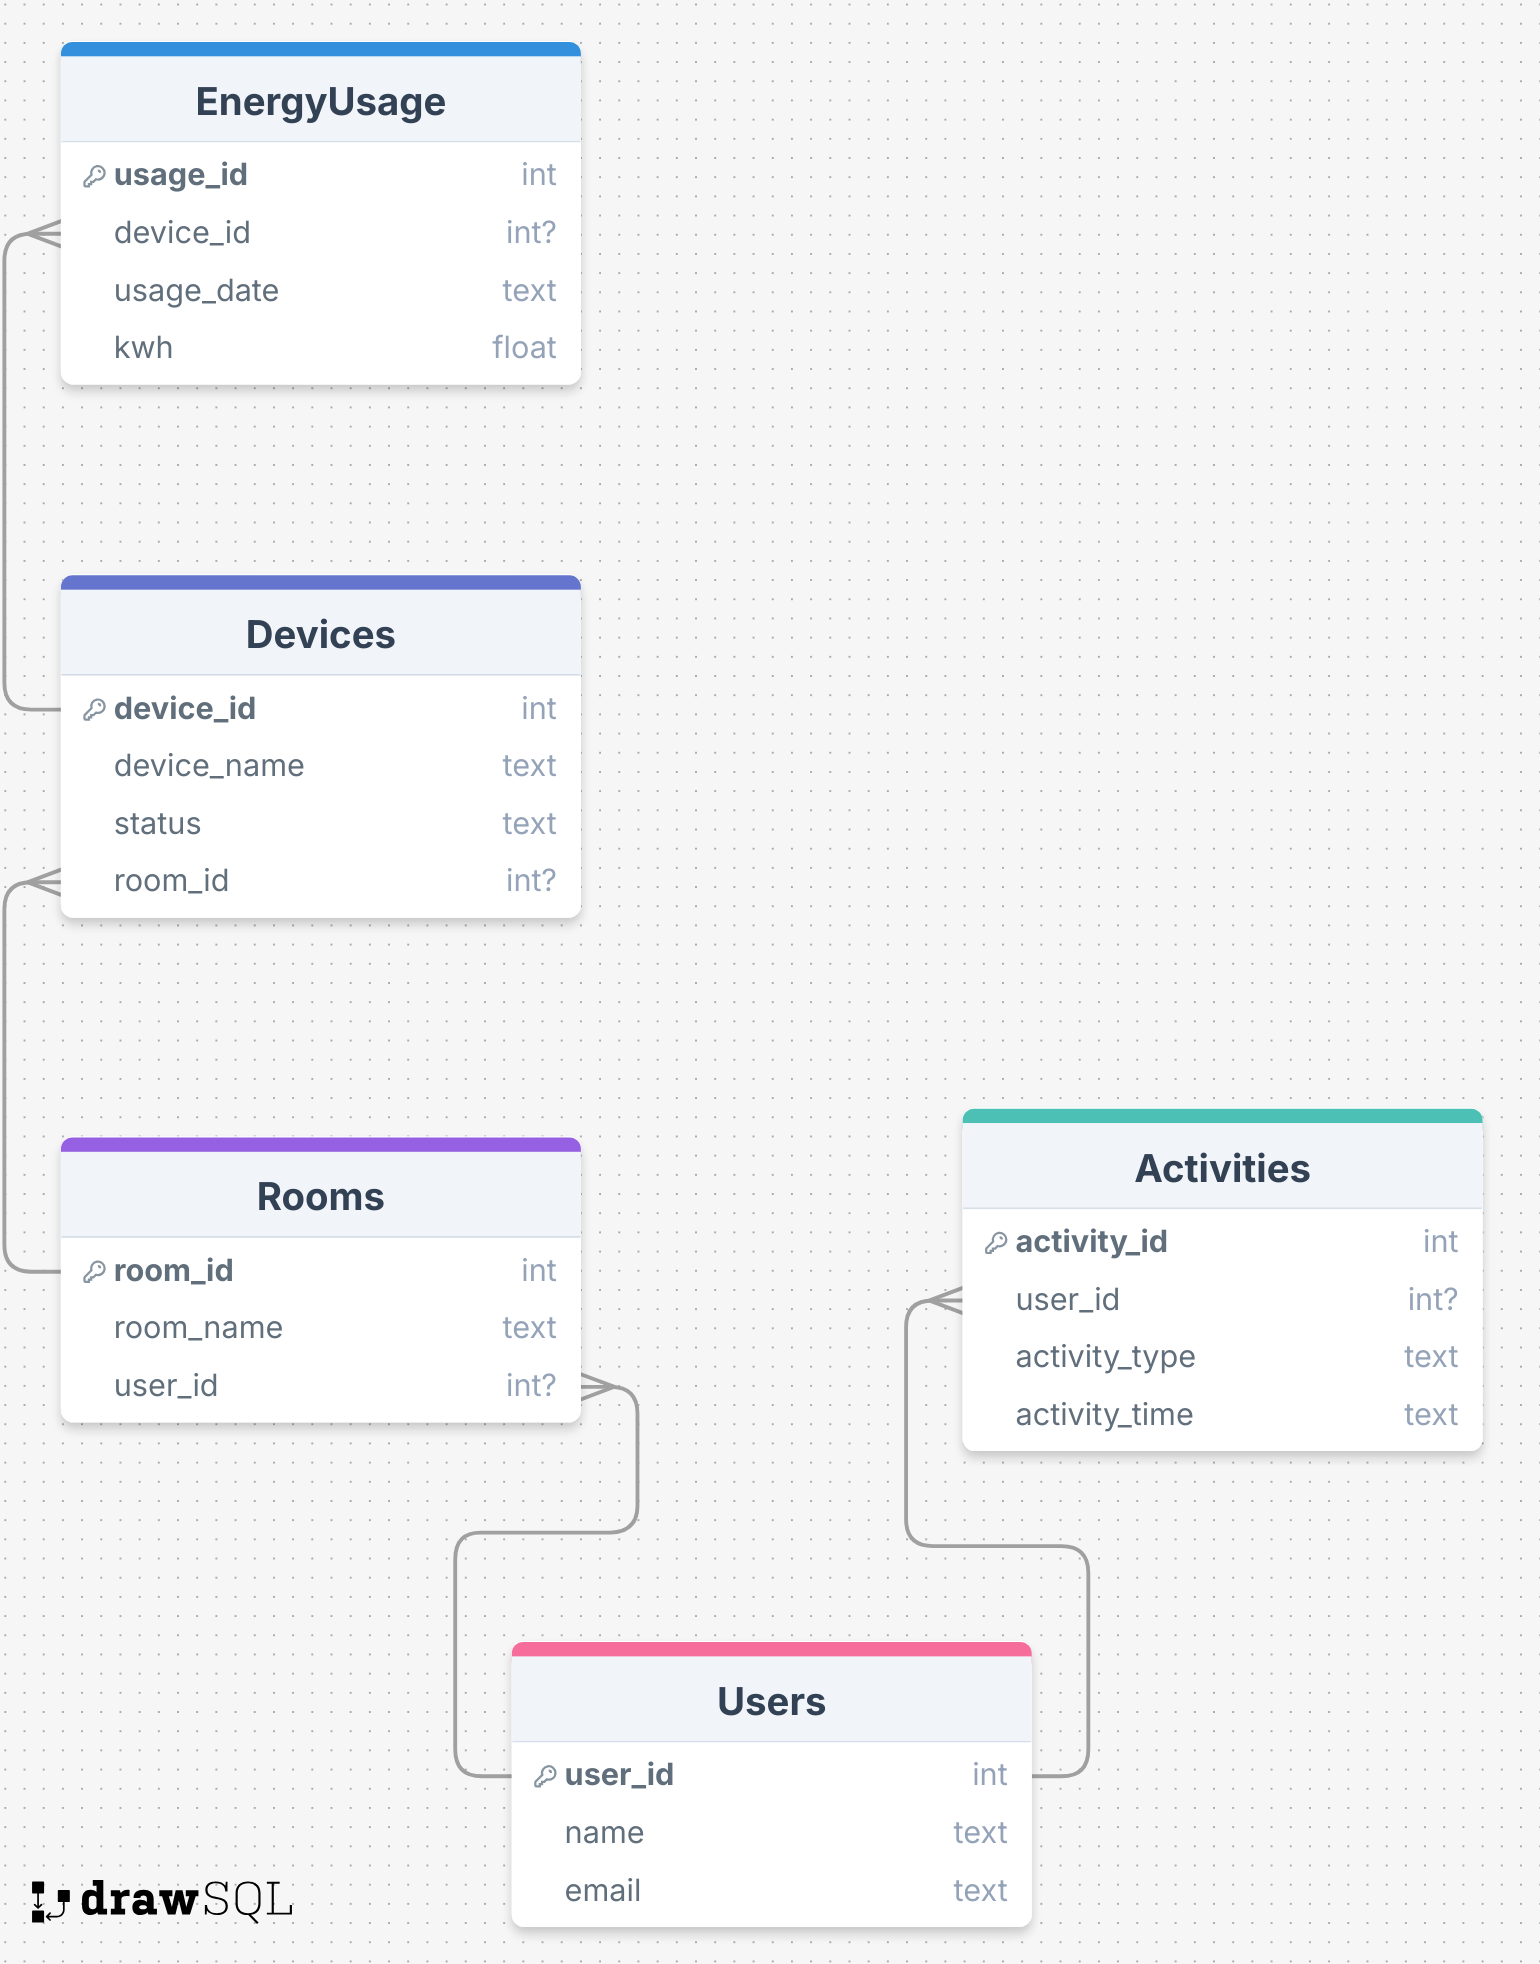 EnergyUsage
usage_id int
device_id int?
usage_date text
kwh float
Devices
device_id int
device_name text
status text
room_id int?
Rooms
room_id int
room_name text
user_id int?
Activities
activity_id int
user_id int?
activity_type text
activity_time text
Users
user_id int
name text
email text
drawSQL